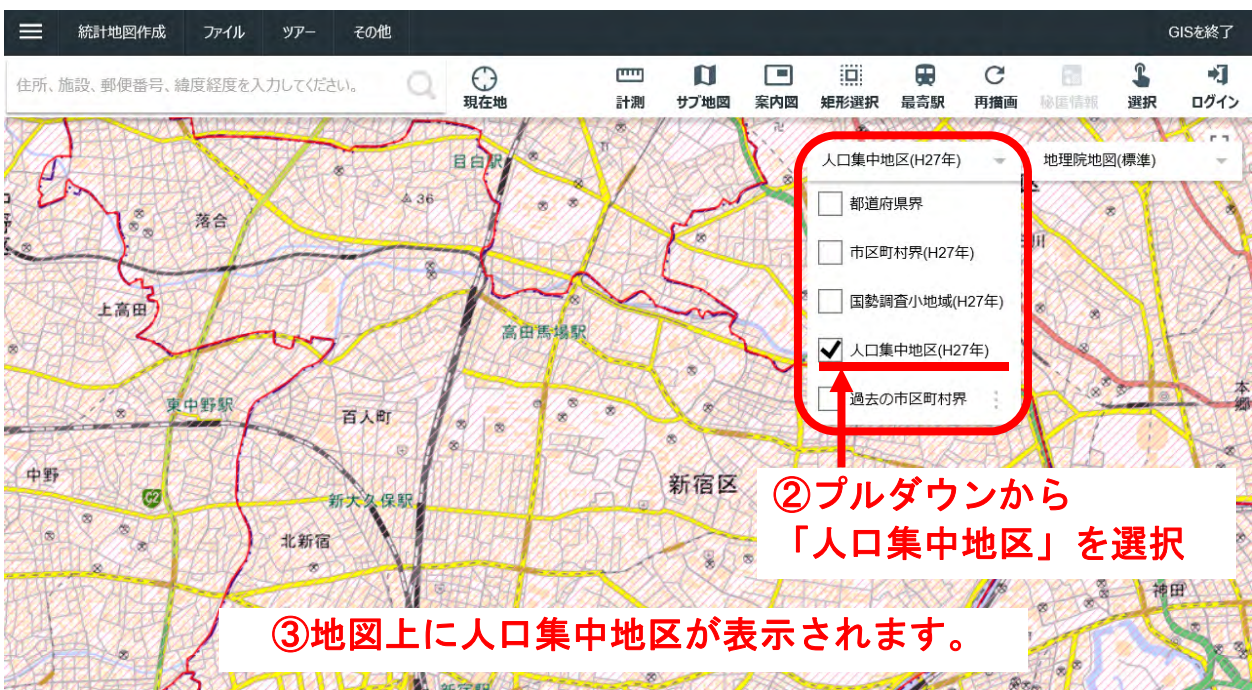 統計地図作成 ファイル ツアー その他 GISを終了
住所、施設、郵便番号、緯度経度を入力してください。
現在地 計測 サブ地図 案内図 矩形選択 最寄駅 再描画 秘匿情報 選択 ログイン
人口集中地区(H27年) 地理院地図(標準)
都道府県界
市区町村界(H27年)
国勢調査小地域(H27年)
人口集中地区(H27年)
過去の市区町村界
目白駅
36
落合
上高田
高田馬場駅
東中野駅
百人町
本郷
中野
C2
新大久保駅
新宿区
北新宿
神田
②プルダウンから
「人口集中地区」を選択
③地図上に人口集中地区が表示されます。